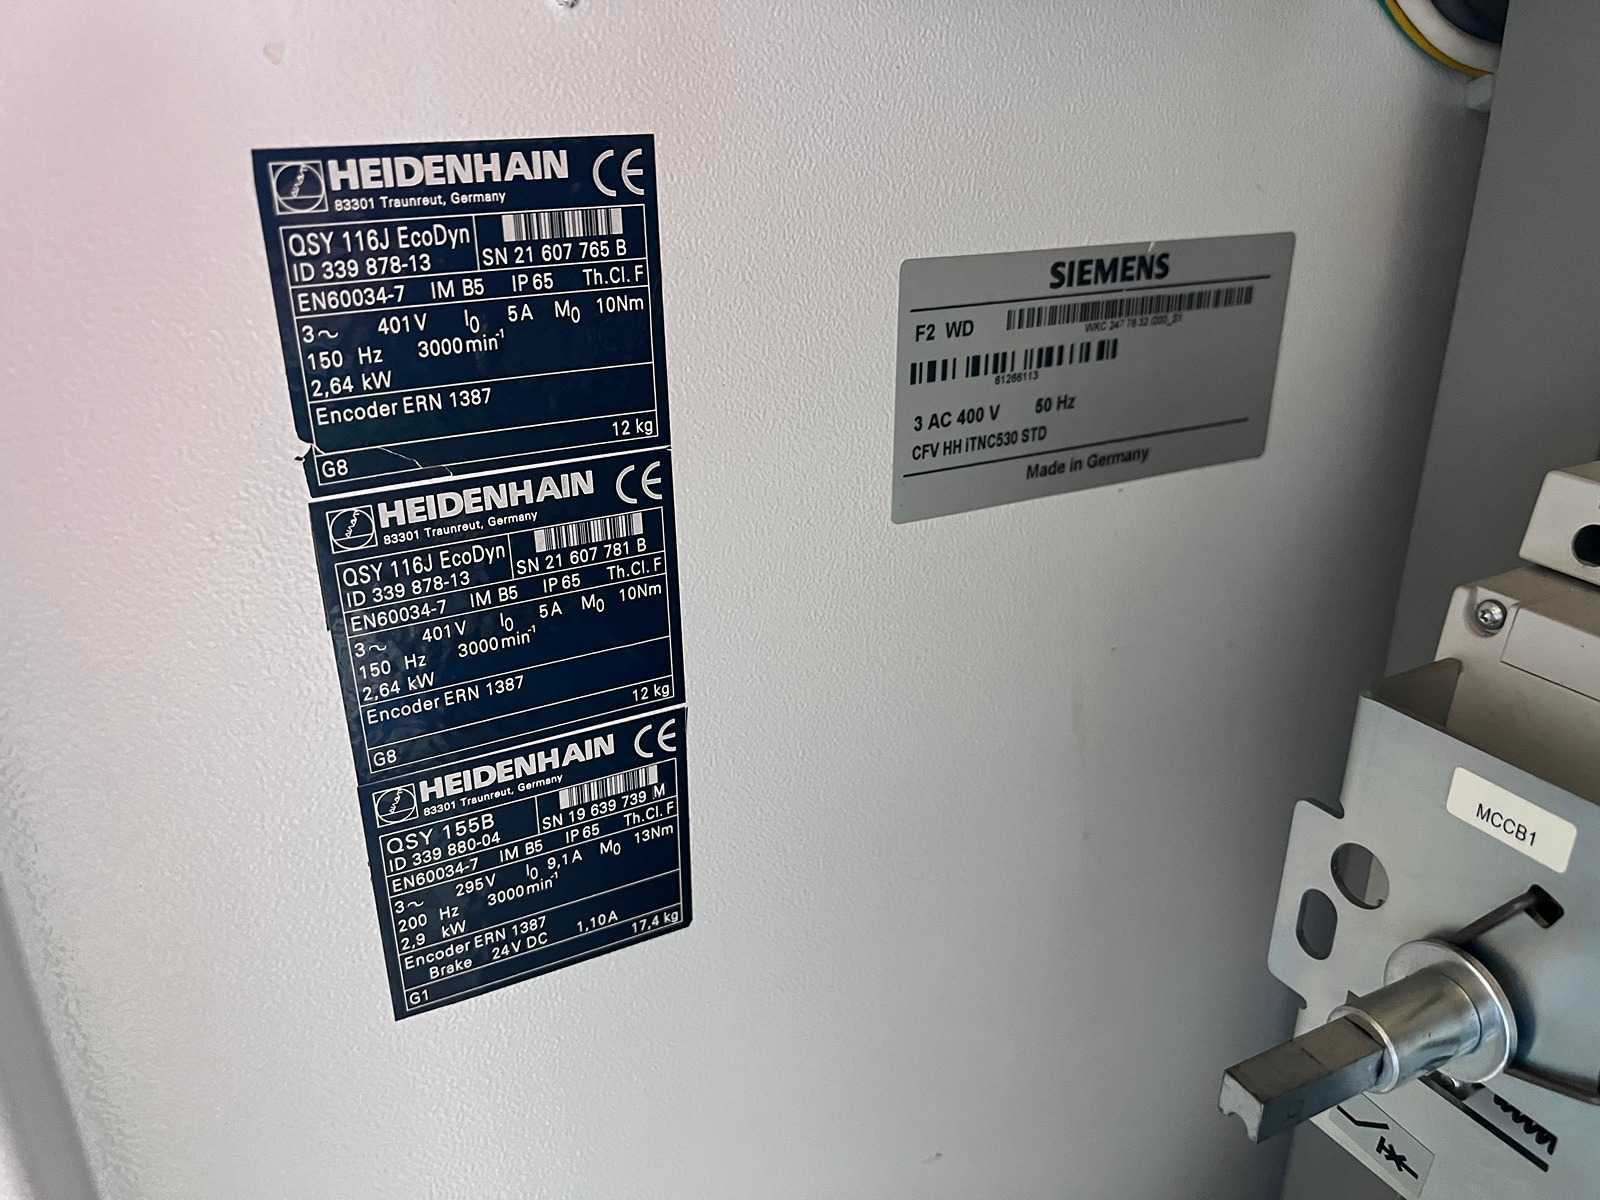 HEIDENHAIN CE
83301 Traunreut, Germany
QSY 116J EcoDyn
ID 339 878-13
SN 21 607 765 B
EN60034-7 IM B5 IP 65 Th.Cl. F
3~ 401V I0 5A M0 10Nm
150 Hz 3000min-1
2,64 kW
Encoder ERN 1387
12 kg
G8
HEIDENHAIN CE
83301 Traunreut, Germany
QSY 116J EcoDyn
ID 339 878-13
SN 21 607 781 B
EN60034-7 IM B5 IP 65 Th.Cl. F
3~ 401V I0 5A M0 10Nm
150 Hz 3000min-1
2,64 kW
Encoder ERN 1387
12 kg
G8
HEIDENHAIN CE
83301 Traunreut, Germany
QSY 155B
ID 339 880-04
SN 19 639 739 M
EN60034-7 IM B5 IP 65 Th.Cl. F
3~ 295V I0 9,1A M0 13Nm
200 Hz 3000min-1
2,9 kW
Encoder ERN 1387
Brake 24V DC 1,10A
17,4 kg
G1
SIEMENS
F2 WD
61266113
3 AC 400 V 50 Hz
CFV HH iTNC530 STD
Made in Germany
MCCB1